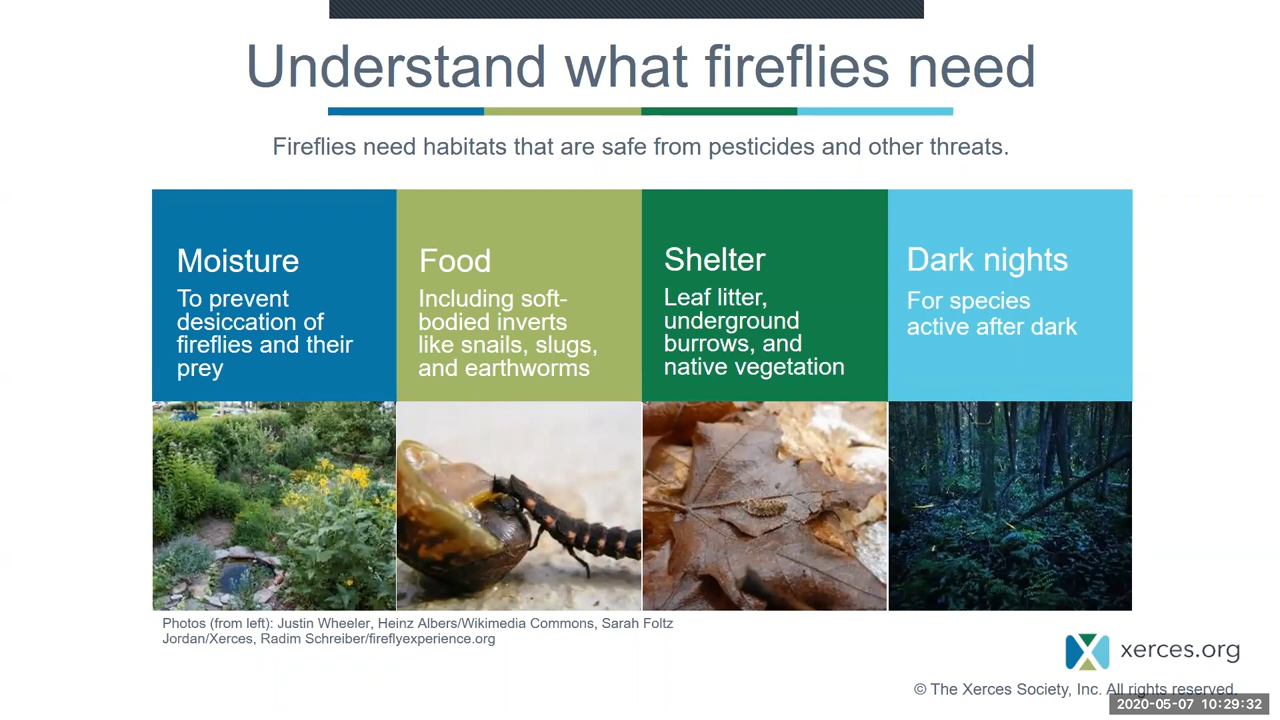 Understand what fireflies need
Fireflies need habitats that are safe from pesticides and other threats.
Moisture
To prevent
desiccation of
fireflies and their
prey
Food
Including soft-
bodied inverts
like snails, slugs,
and earthworms
Shelter
Leaf litter,
underground
burrows, and
native vegetation
Dark nights
For species
active after dark
Photos (from left): Justin Wheeler, Heinz Albers/Wikimedia Commons, Sarah Foltz
Jordan/Xerces, Radim Schreiber/fireflyexperience.org
xerces.org
© The Xerces Society, Inc. All rights reserved.
2020-05-07 10:29:32